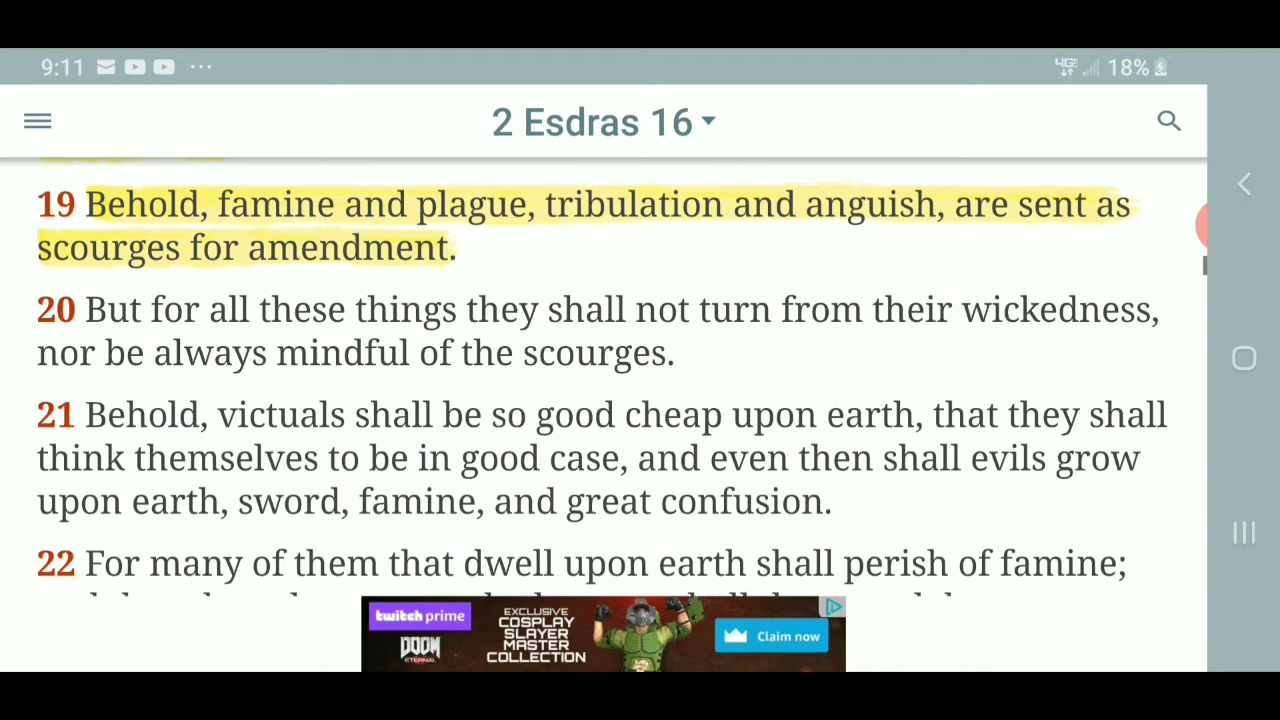 9:11
4GE 18%
2 Esdras 16
19 Behold, famine and plague, tribulation and anguish, are sent as
scourges for amendment.
20 But for all these things they shall not turn from their wickedness,
nor be always mindful of the scourges.
21 Behold, victuals shall be so good cheap upon earth, that they shall
think themselves to be in good case, and even then shall evils grow
upon earth, sword, famine, and great confusion.
22 For many of them that dwell upon earth shall perish of famine;
twitch prime
DOOM
ETERNAL
EXCLUSIVE
COSPLAY
SLAYER
MASTER
COLLECTION
Claim now